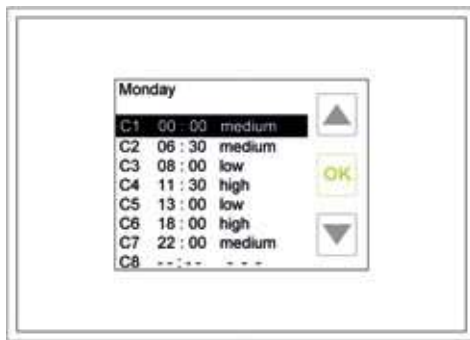 Monday
C1 00 : 00 medium
C2 06 : 30 medium
C3 08 : 00 low
C4 11 : 30 high
C5 13 : 00 low
C6 18 : 00 high
C7 22 : 00 medium
C8 - - : - - - - -
OK